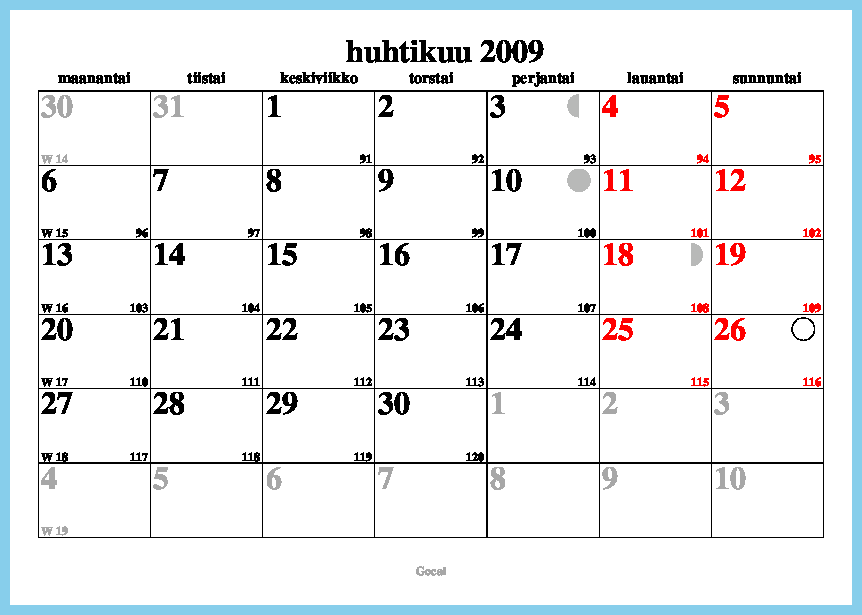 huhtikuu 2009
maanantai tiistai keskiviikko torstai perjantai lauantai sunnuntai
30 31 1 2 3 4 5
W 14 91 92 93 94 95
6 7 8 9 10 11 12
W 15 96 97 98 99 100 101 102
13 14 15 16 17 18 19
W 16 103 104 105 106 107 108 109
20 21 22 23 24 25 26
W 17 110 111 112 113 114 115 116
27 28 29 30 1 2 3
W 18 117 118 119 120
4 5 6 7 8 9 10
W 19
Gocal